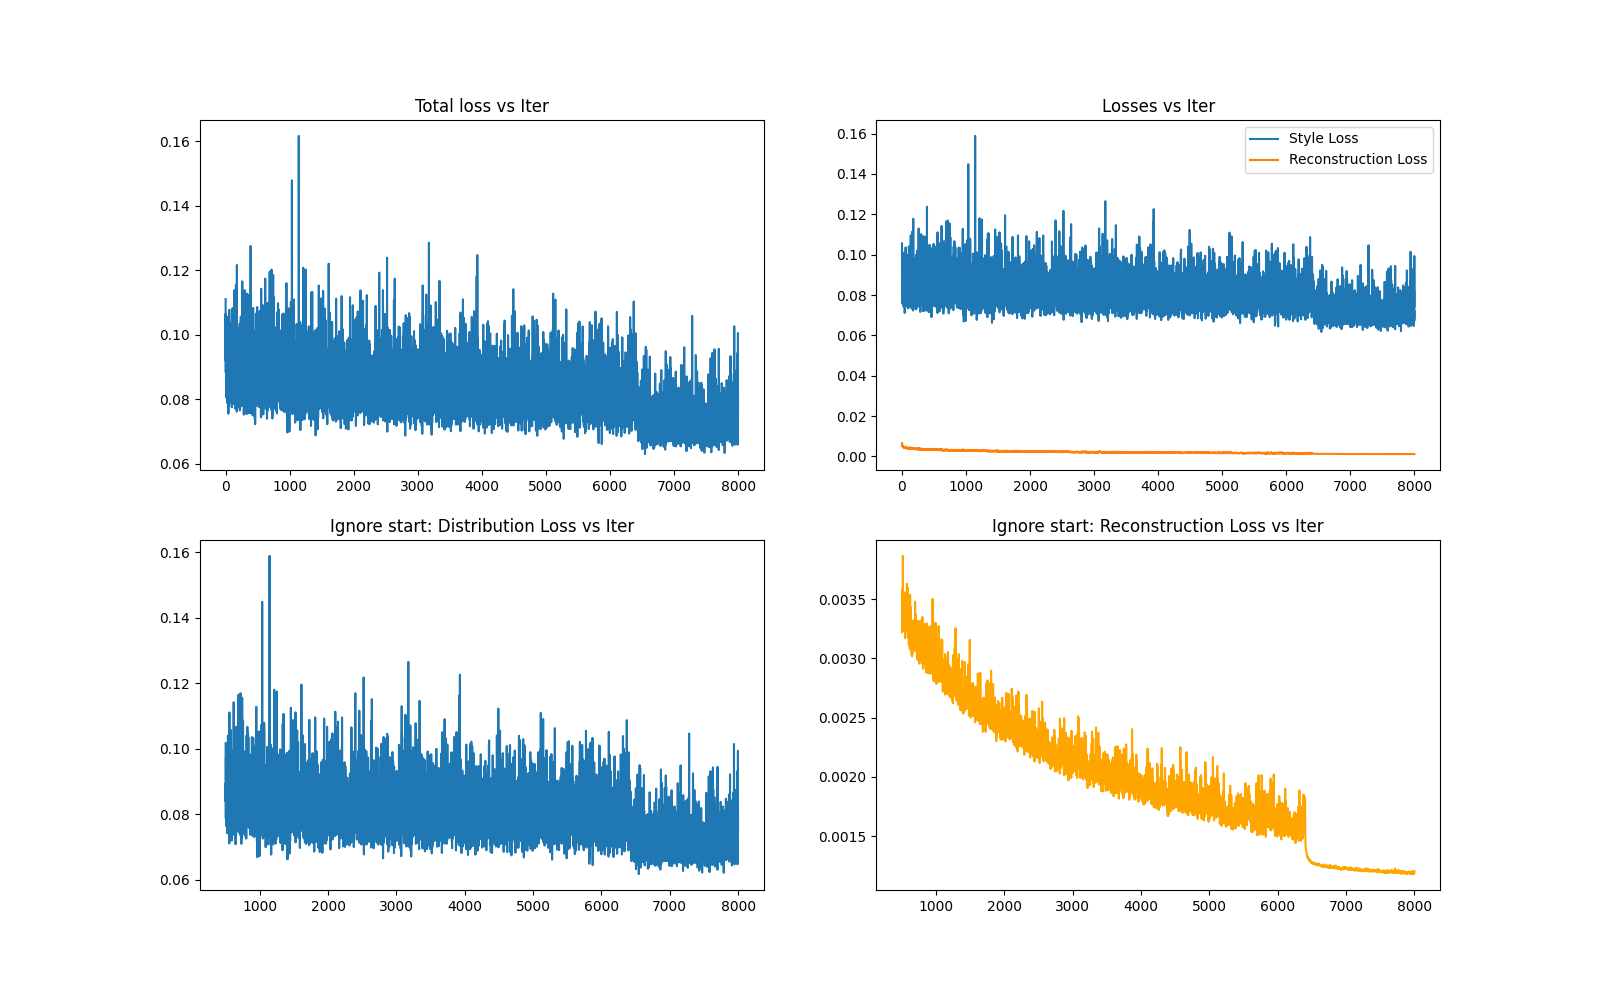 Total loss vs Iter
0.16
0.14
0.12
0.10
0.08
0.06
0 1000 2000 3000 4000 5000 6000 7000 8000
Losses vs Iter
Style Loss
Reconstruction Loss
0.16
0.14
0.12
0.10
0.08
0.06
0.04
0.02
0.00
0 1000 2000 3000 4000 5000 6000 7000 8000
Ignore start: Distribution Loss vs Iter
0.16
0.14
0.12
0.10
0.08
0.06
1000 2000 3000 4000 5000 6000 7000 8000
Ignore start: Reconstruction Loss vs Iter
0.0035
0.0030
0.0025
0.0020
0.0015
1000 2000 3000 4000 5000 6000 7000 8000